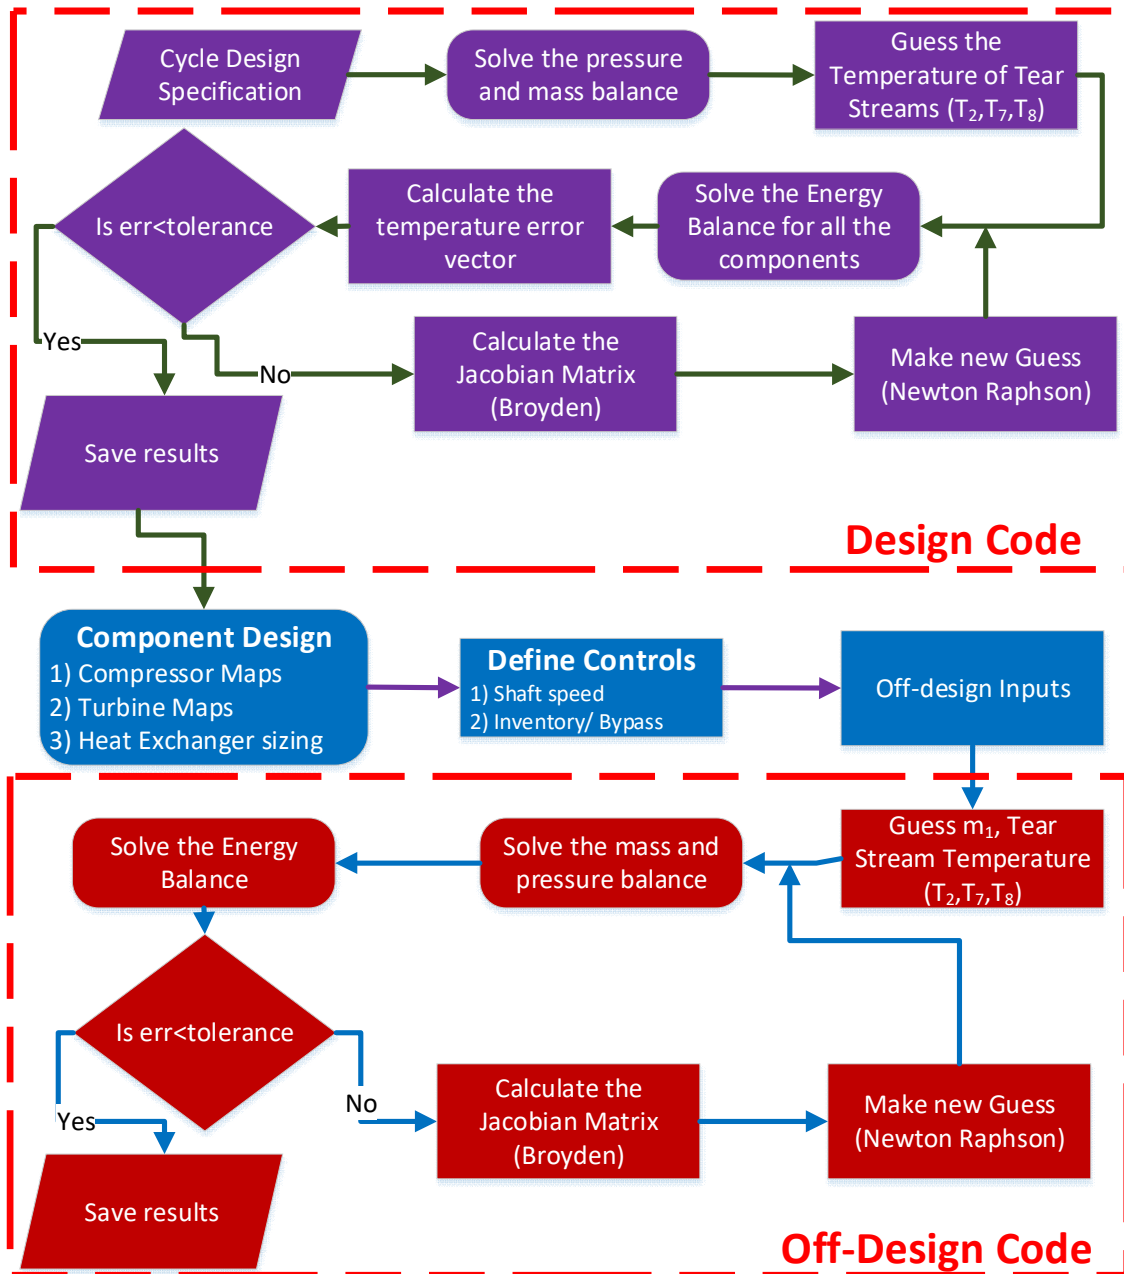 Cycle Design
Specification
Solve the pressure
and mass balance
Guess the
Temperature of Tear
Streams (T₂,T₇,T₈)
Is err<tolerance
Calculate the
temperature error
vector
Solve the Energy
Balance for all the
components
Yes
No
Calculate the
Jacobian Matrix
(Broyden)
Make new Guess
(Newton Raphson)
Save results
Design Code
Component Design
1) Compressor Maps
2) Turbine Maps
3) Heat Exchanger sizing
Define Controls
1) Shaft speed
2) Inventory/ Bypass
Off-design Inputs
Solve the Energy
Balance
Solve the mass and
pressure balance
Guess m₁, Tear
Stream Temperature
(T₂,T₇,T₈)
Is err<tolerance
Yes
No
Calculate the
Jacobian Matrix
(Broyden)
Make new Guess
(Newton Raphson)
Save results
Off-Design Code